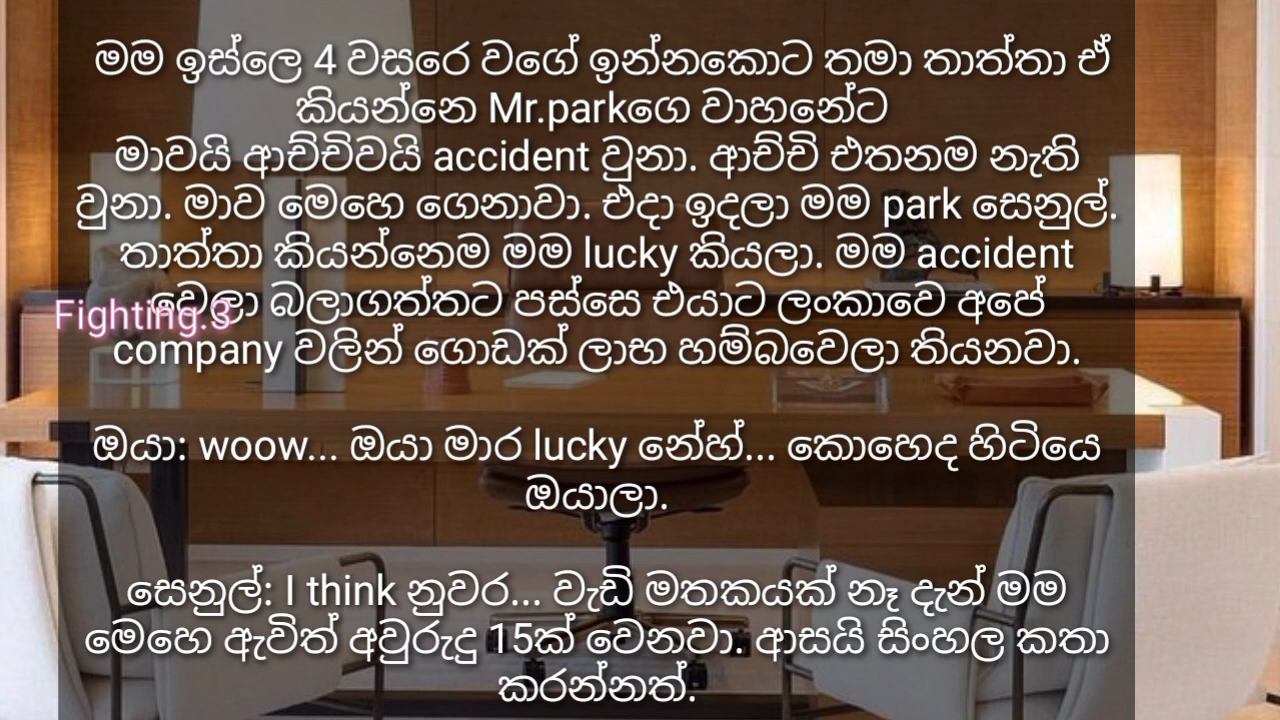 මම ඉස්ලෙ 4 වසරෙ වගේ ඉන්නකොට තමා තාත්තා ඒ
කියන්නෙ Mr.parkගෙ වාහනේට
මාවයි ආච්චිවයි accident වුනා. ආච්චි එතනම නැති
වුනා. මාව මෙහෙ ගෙනාවා. එදා ඉදලා මම park සෙනුල්.
තාත්තා කියන්නෙම මම lucky කියලා. මම accident
වෙලා බලාගත්තට පස්සෙ එයාට ලංකාවෙ අපේ
Fighting.3
company වලින් ගොඩක් ලාභ හම්බවෙලා තියනවා.
ඔයා: woow... ඔයා මාර lucky නේහ්... කොහෙද හිටියෙ
ඔයාලා.
සෙනුල්: I think නුවර... වැඩි මතකයක් නෑ දැන් මම
මෙහෙ ඇවිත් අවුරුදු 15ක් වෙනවා. ආසයි සිංහල කතා
කරන්නත්.